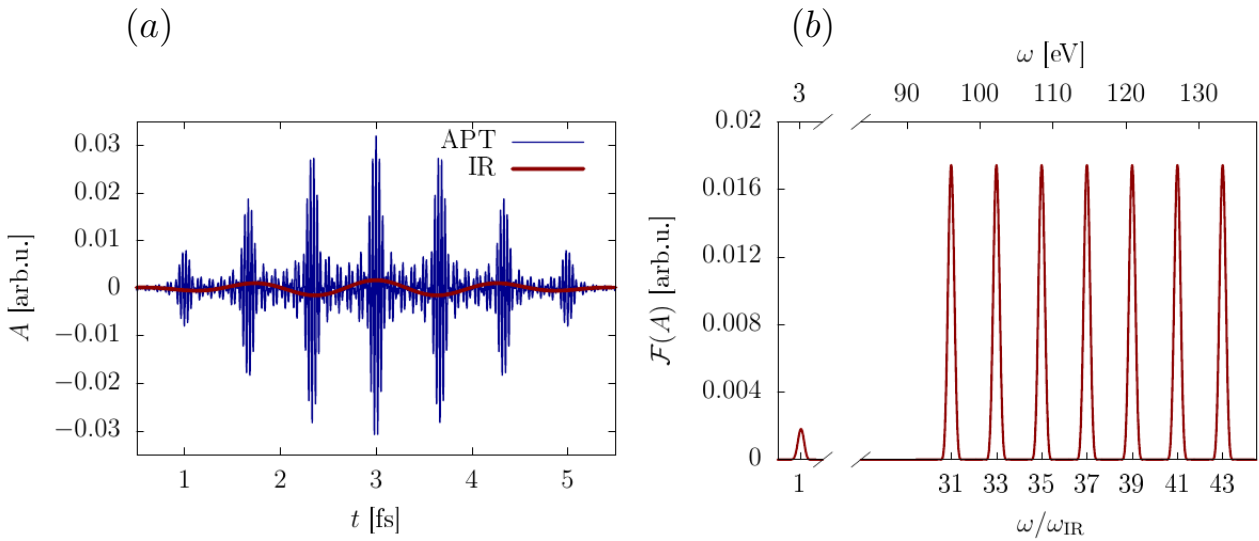 (a)
APT
IR
0.03
0.02
0.01
0
−0.01
−0.02
−0.03
A [arb.u.]
1 2 3 4 5
t [fs]
(b)
ω [eV]
3 90 100 110 120 130
0.02
0.016
0.012
0.008
0.004
0
F(A) [arb.u.]
1 31 33 35 37 39 41 43
ω/ω_IR